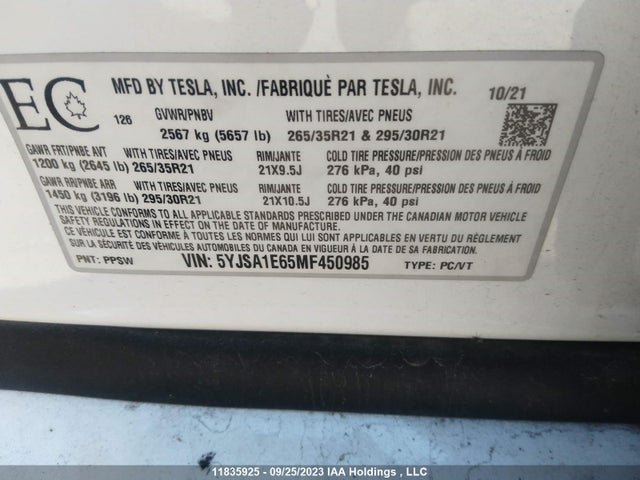 EC
MFD BY TESLA, INC. /FABRIQUÈ PAR TESLA, INC. 10/21
126 GVWR/PNBV WITH TIRES/AVEC PNEUS
2567 kg (5657 lb) 265/35R21 & 295/30R21
GAWR FRT/PNBE AVT WITH TIRES/AVEC PNEUS RIM/JANTE COLD TIRE PRESSURE/PRESSION DES PNEUS À FROID
1200 kg (2645 lb) 265/35R21 21X9.5J 276 kPa, 40 psi
GAWR RR/PNBE ARR WITH TIRES/AVEC PNEUS RIM/JANTE COLD TIRE PRESSURE/PRESSION DES PNEUS À FROID
1450 kg (3196 lb) 295/30R21 21X10.5J 276 kPa, 40 psi
THIS VEHICLE CONFORMS TO ALL APPLICABLE STANDARDS PRESCRIBED UNDER THE CANADIAN MOTOR VEHICLE
SAFETY REGULATIONS IN EFFECT ON THE DATE OF MANUFACTURE
CE VÉHICULE EST CONFORME À TOUTES LES NORMES QUI LUI SONT APPLICABLES EN VERTU DU RÈGLEMENT
SUR LA SÉCURITÉ DES VÉHICULES AUTOMOBILES DU CANADA EN VIGUEUR À LA DATE DE SA FABRICATION
PNT: PPSW VIN: 5YJSA1E65MF450985 TYPE: PC/VT
11835925 - 09/25/2023 IAA Holdings , LLC